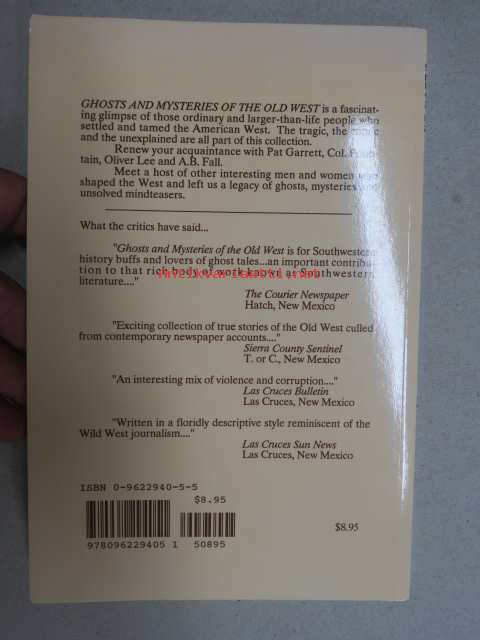 GHOSTS AND MYSTERIES OF THE OLD WEST is a fascinat-
ing glimpse of those ordinary and larger-than-life people who
settled and tamed the American West. The tragic, the
and the unexplained are all part of this collection.
Renew your acquaintance with Pat Garrett, Col.
tain, Oliver Lee and A.B. Fall.
Meet a host of other interesting men and women who
shaped the West and left us a legacy of ghosts, mysteries and
unsolved mindteasers.
What the critics have said...
"Ghosts and Mysteries of the Old West is for Southwestern
history buffs and lovers of ghost tales...an important contribu-
tion to that rich body of work known as Southwestern
literature...."
The Courier Newspaper
Hatch, New Mexico
"Exciting collection of true stories of the Old West culled
from contemporary newspaper accounts...."
Sierra County Sentinel
T. or C., New Mexico
"An interesting mix of violence and corruption...."
Las Cruces Bulletin
Las Cruces, New Mexico
"Written in a floridly descriptive style reminiscent of the
Wild West journalism...."
Las Cruces Sun News
Las Cruces, New Mexico
ISBN 0-9622940-5-5
$8.95
$8.95
978096229405 1 50895